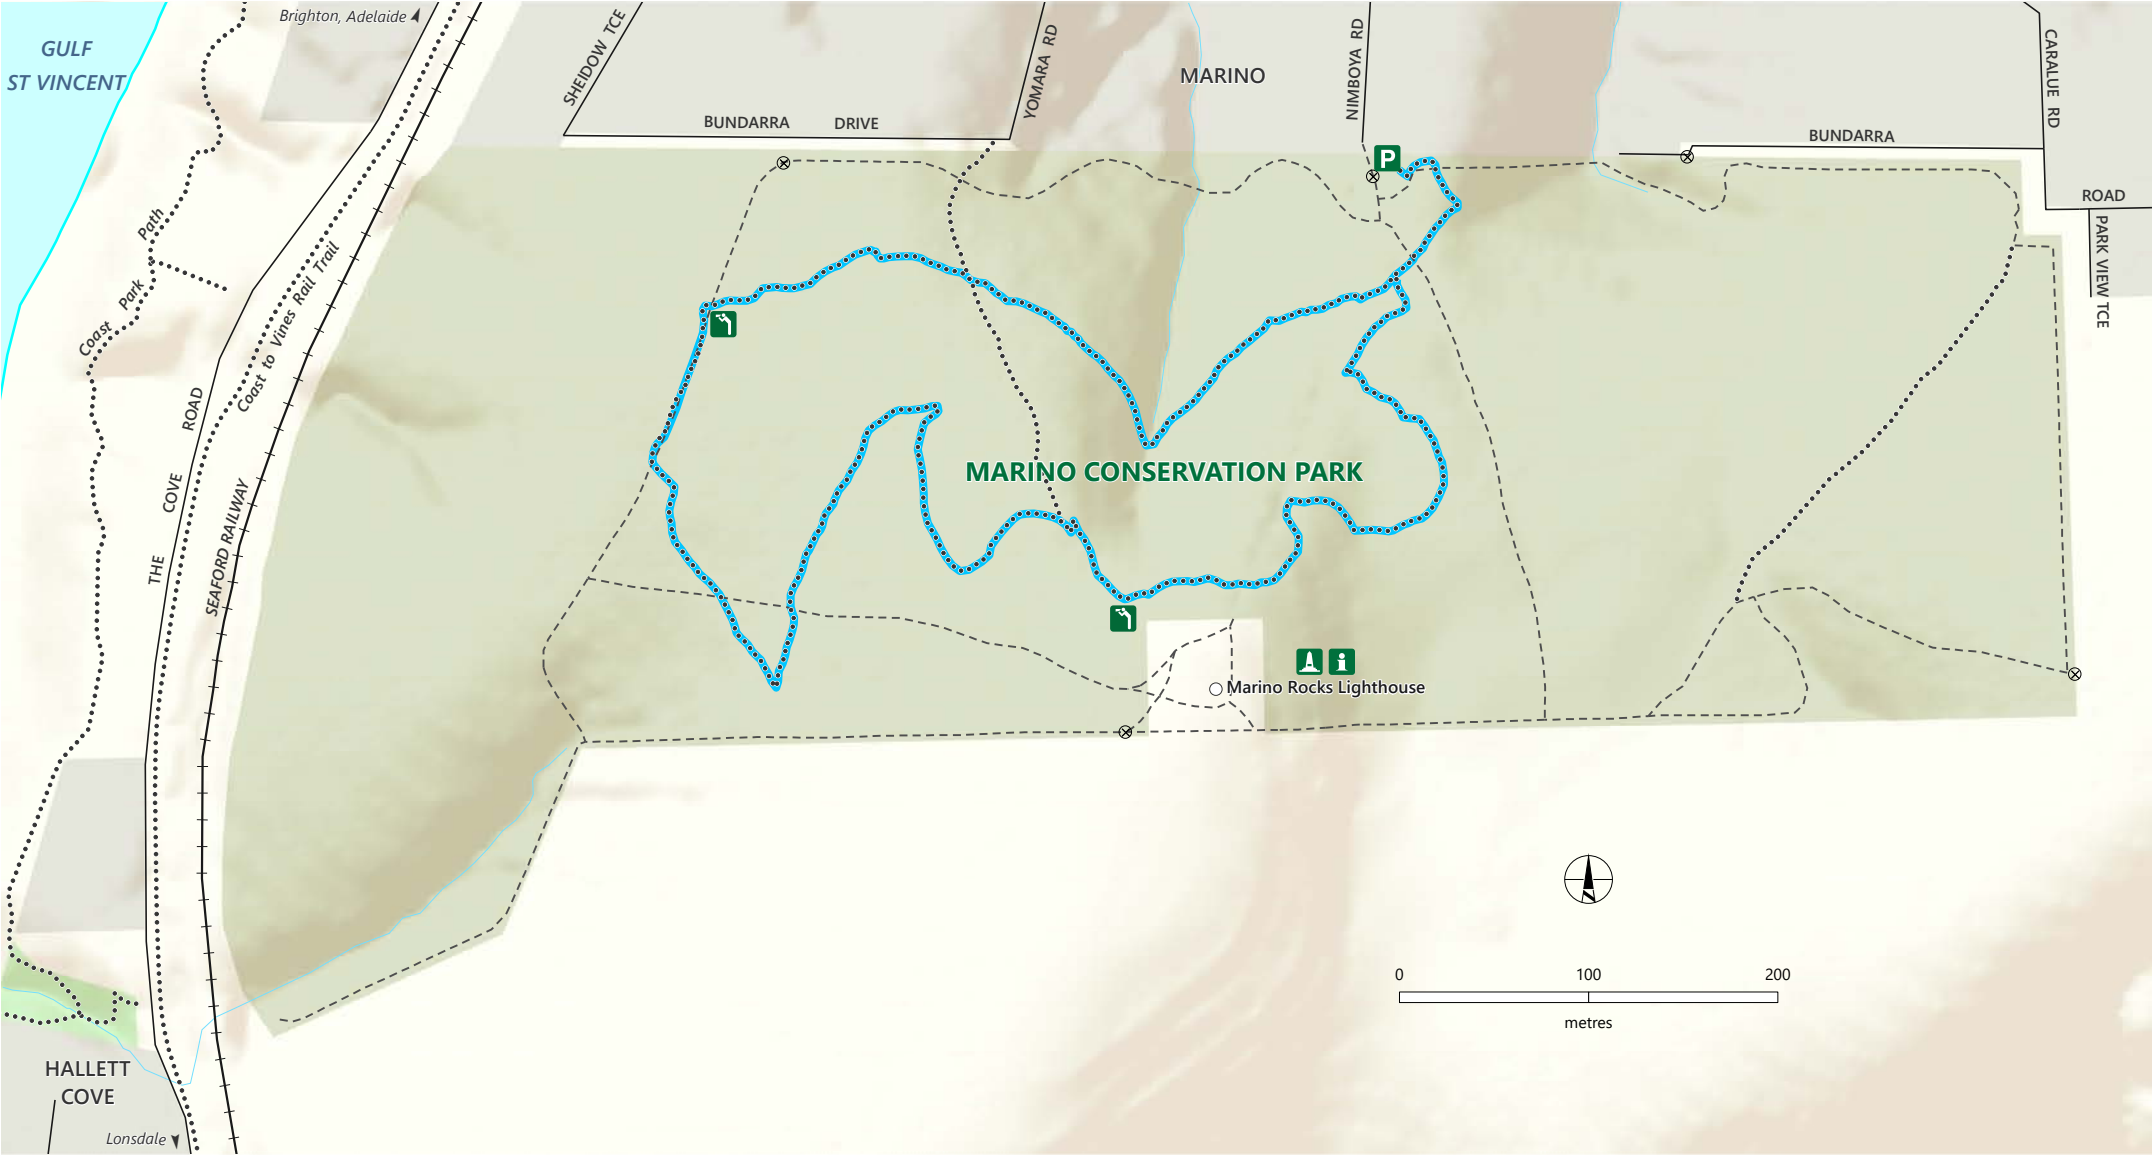 Brighton, Adelaide
GULF
ST VINCENT
SHEIDOW TCE
YOMARA RD
MARINO
NIMBOYA RD
CARALUE RD
BUNDARRA DRIVE
BUNDARRA
ROAD
PARK VIEW TCE
P
Coast Park Path
Coast to Vines Rail Trail
THE COVE ROAD
SEAFORD RAILWAY
MARINO CONSERVATION PARK
Marino Rocks Lighthouse
N
0 100 200
metres
HALLETT
COVE
Lonsdale